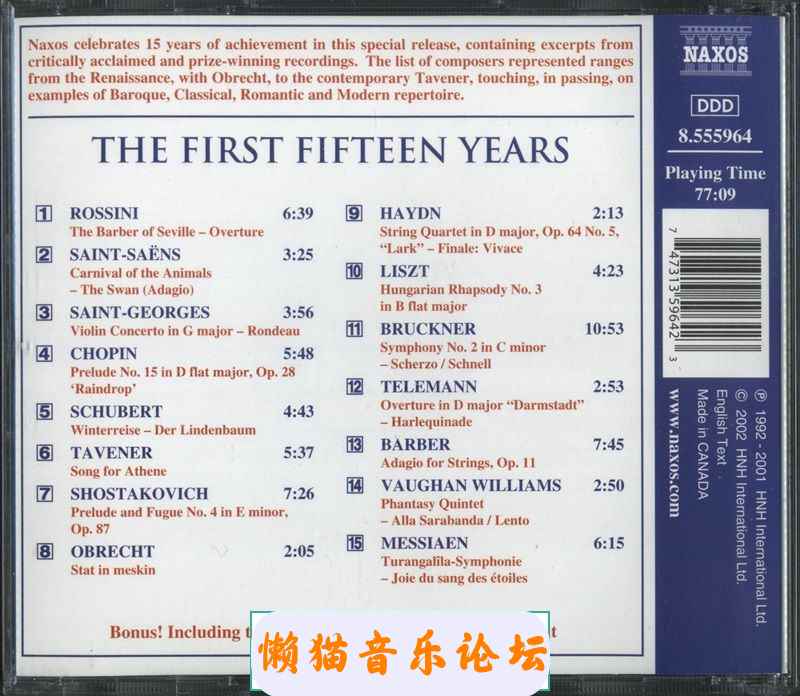 Naxos celebrates 15 years of achievement in this special release, containing excerpts from
critically acclaimed and prize-winning recordings. The list of composers represented ranges
from the Renaissance, with Obrecht, to the contemporary Tavener, touching, in passing, on
examples of Baroque, Classical, Romantic and Modern repertoire.
THE FIRST FIFTEEN YEARS
1 ROSSINI 6:39
The Barber of Seville – Overture
2 SAINT-SAËNS 3:25
Carnival of the Animals
– The Swan (Adagio)
3 SAINT-GEORGES 3:56
Violin Concerto in G major – Rondeau
4 CHOPIN 5:48
Prelude No. 15 in D flat major, Op. 28
‘Raindrop’
5 SCHUBERT 4:43
Winterreise – Der Lindenbaum
6 TAVENER 5:37
Song for Athene
7 SHOSTAKOVICH 7:26
Prelude and Fugue No. 4 in E minor,
Op. 87
8 OBRECHT 2:05
Stat in meskin
9 HAYDN 2:13
String Quartet in D major, Op. 64 No. 5,
“Lark” – Finale: Vivace
10 LISZT 4:23
Hungarian Rhapsody No. 3
in B flat major
11 BRUCKNER 10:53
Symphony No. 2 in C minor
– Scherzo / Schnell
12 TELEMANN 2:53
Overture in D major “Darmstadt”
– Harlequinade
13 BARBER 7:45
Adagio for Strings, Op. 11
14 VAUGHAN WILLIAMS 2:50
Phantasy Quintet
– Alla Sarabanda / Lento
15 MESSIAEN 6:15
Turangalîla-Symphonie
– Joie du sang des étoiles
Bonus! Including
懒猫音乐论坛
NAXOS
DDD
8.555964
Playing Time
77:09
7 47313 59642 3
℗ 1992 - 2001 HNH International Ltd.
© 2002 HNH International Ltd.
English Text
Made in CANADA
www.naxos.com